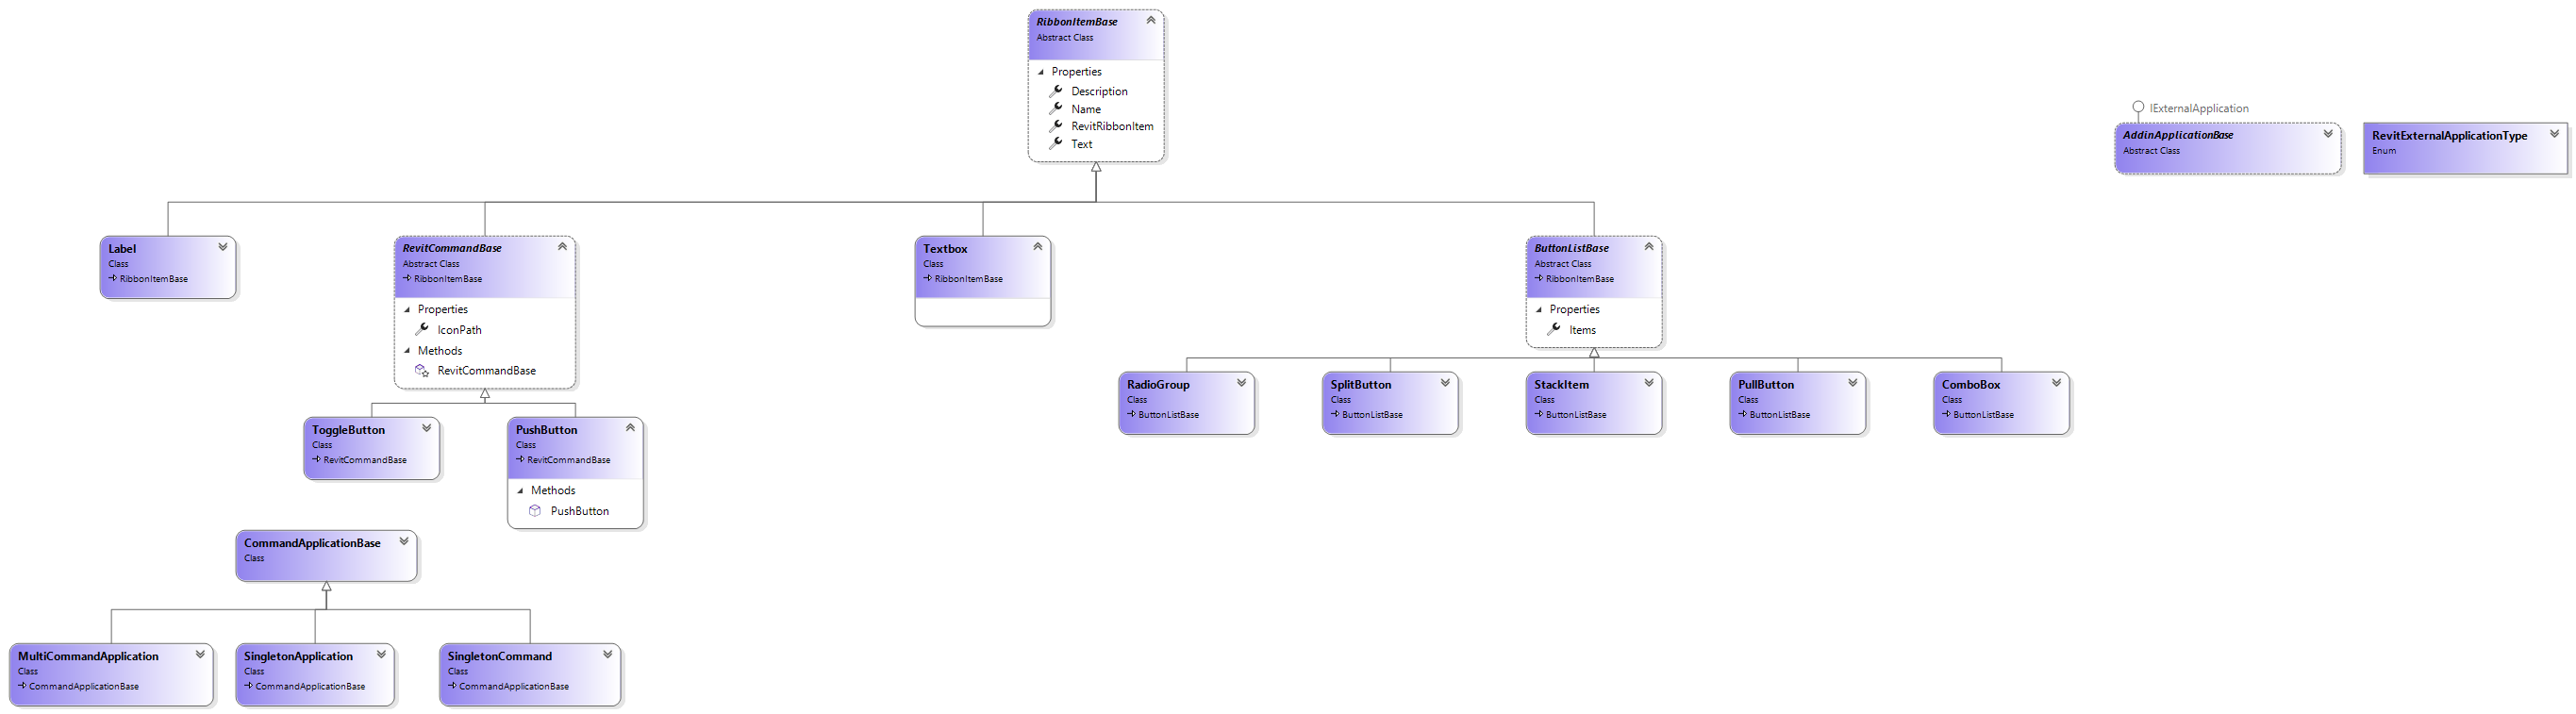 RibbonItemBase
Abstract Class
Properties
Description
Name
RevitRibbonItem
Text
IExternalApplication
AddinApplicationBase
Abstract Class
RevitExternalApplicationType
Enum
Label
Class
RibbonItemBase
RevitCommandBase
Abstract Class
RibbonItemBase
Properties
IconPath
Methods
RevitCommandBase
Textbox
Class
RibbonItemBase
ButtonListBase
Abstract Class
RibbonItemBase
Properties
Items
ToggleButton
Class
RevitCommandBase
PushButton
Class
RevitCommandBase
Methods
PushButton
RadioGroup
Class
ButtonListBase
SplitButton
Class
ButtonListBase
StackItem
Class
ButtonListBase
PullButton
Class
ButtonListBase
ComboBox
Class
ButtonListBase
CommandApplicationBase
Class
MultiCommandApplication
Class
CommandApplicationBase
SingletonApplication
Class
CommandApplicationBase
SingletonCommand
Class
CommandApplicationBase